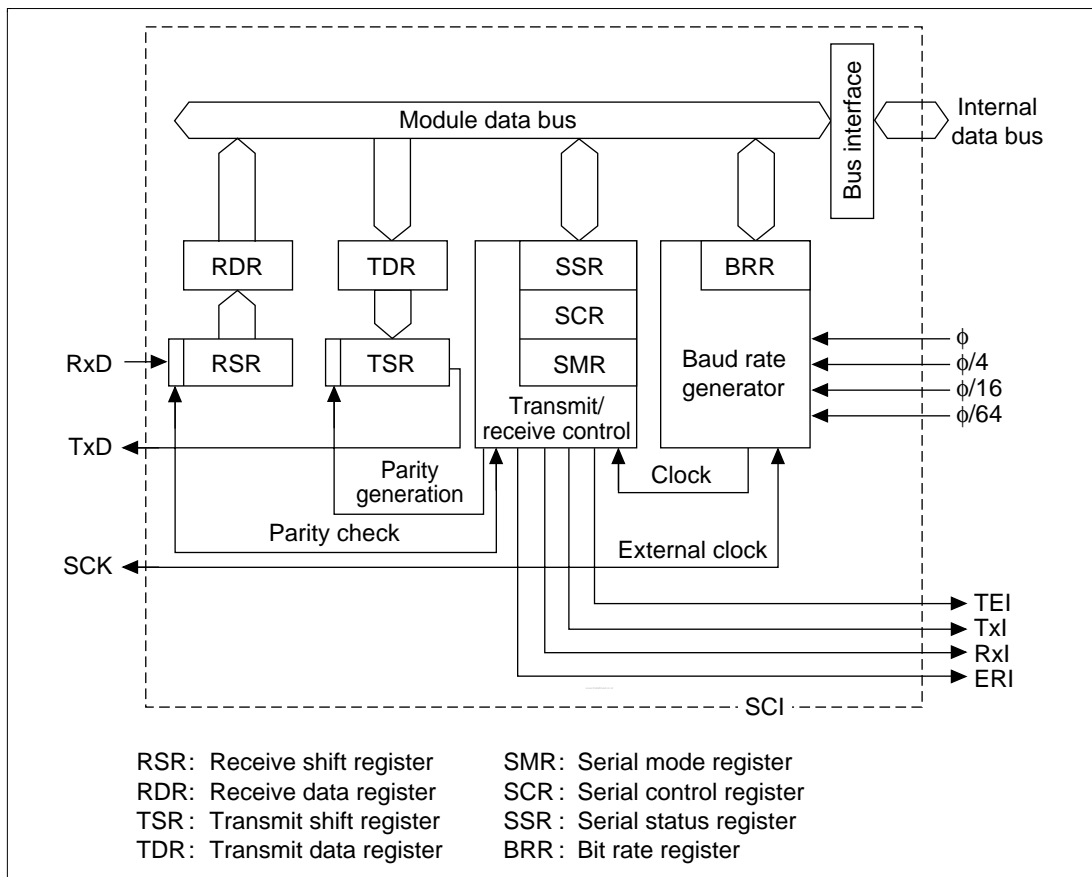 Module data bus
Bus interface
Internal
data bus
RDR
TDR
SSR
BRR
SCR
RxD
RSR
TSR
SMR
Baud rate
generator
ϕ
ϕ/4
ϕ/16
ϕ/64
Transmit/
receive control
TxD
Parity
generation
Clock
Parity check
SCK
External clock
TEI
TxI
RxI
ERI
SCI
RSR: Receive shift register
RDR: Receive data register
TSR: Transmit shift register
TDR: Transmit data register
SMR: Serial mode register
SCR: Serial control register
SSR: Serial status register
BRR: Bit rate register